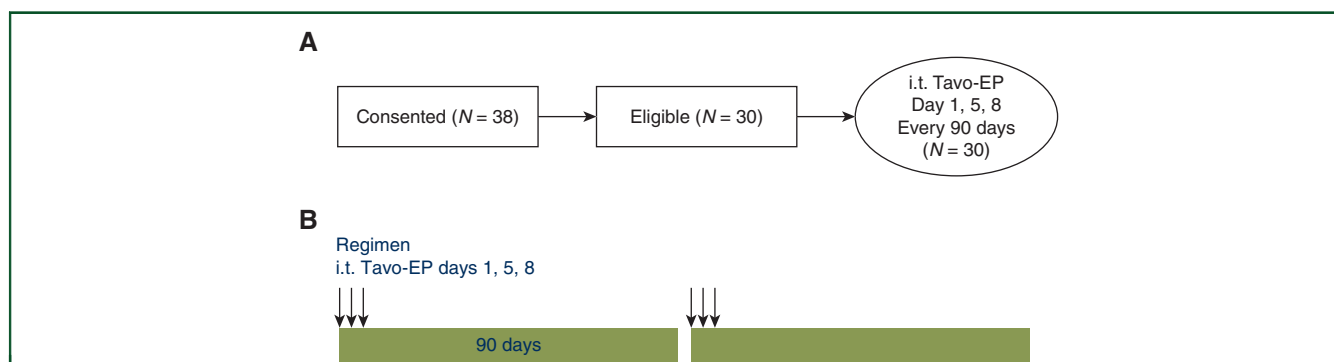 A
Consented (N = 38)
Eligible (N = 30)
i.t. Tavo-EP
Day 1, 5, 8
Every 90 days
(N = 30)
B
Regimen
i.t. Tavo-EP days 1, 5, 8
90 days